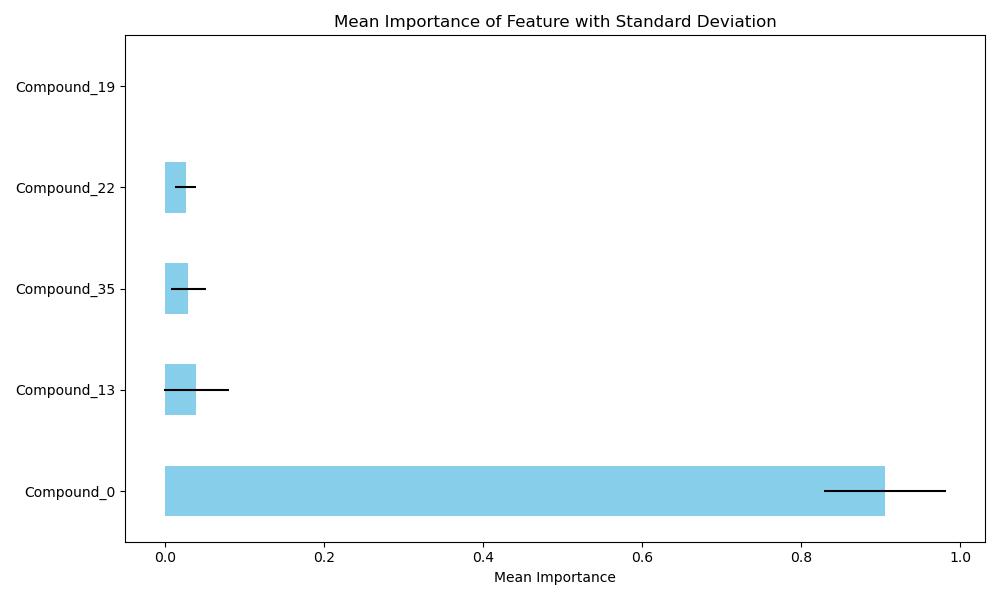 Mean Importance of Feature with Standard Deviation
Compound_19
Compound_22
Compound_35
Compound_13
Compound_0
0.0 0.2 0.4 0.6 0.8 1.0
Mean Importance